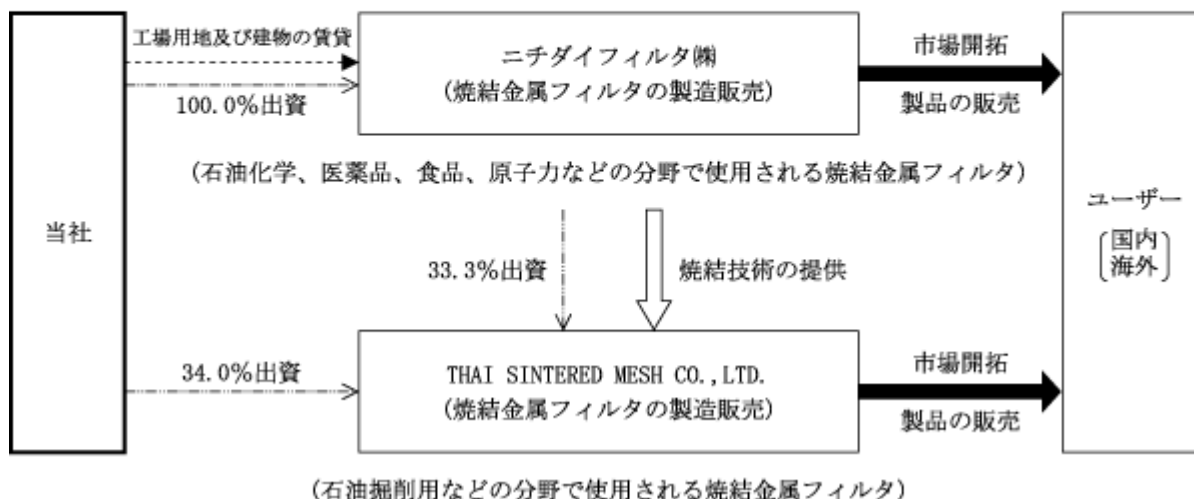 工場用地及び建物の賃貸
100.0%出資
ニチダイフィルタ㈱
(焼結金属フィルタの製造販売)
市場開拓
製品の販売
(石油化学、医薬品、食品、原子力などの分野で使用される焼結金属フィルタ)
当社
ユーザー
国内
海外
33.3%出資
焼結技術の提供
34.0%出資
THAI SINTERED MESH CO.,LTD.
(焼結金属フィルタの製造販売)
市場開拓
製品の販売
(石油掘削用などの分野で使用される焼結金属フィルタ)